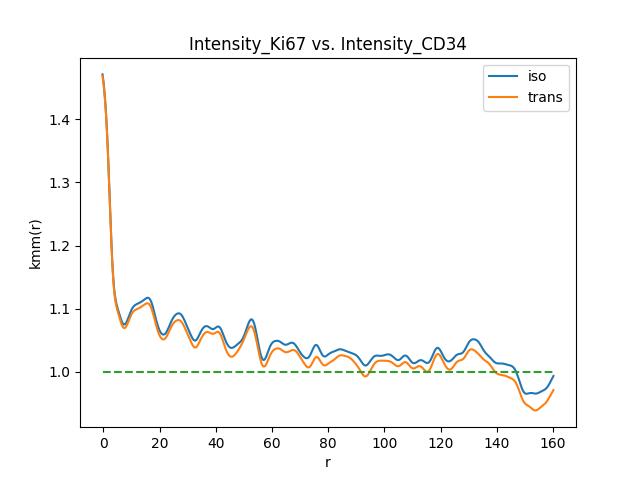 Intensity_Ki67 vs. Intensity_CD34
iso
trans
kmm(r)
1.4
1.3
1.2
1.1
1.0
0 20 40 60 80 100 120 140 160
r